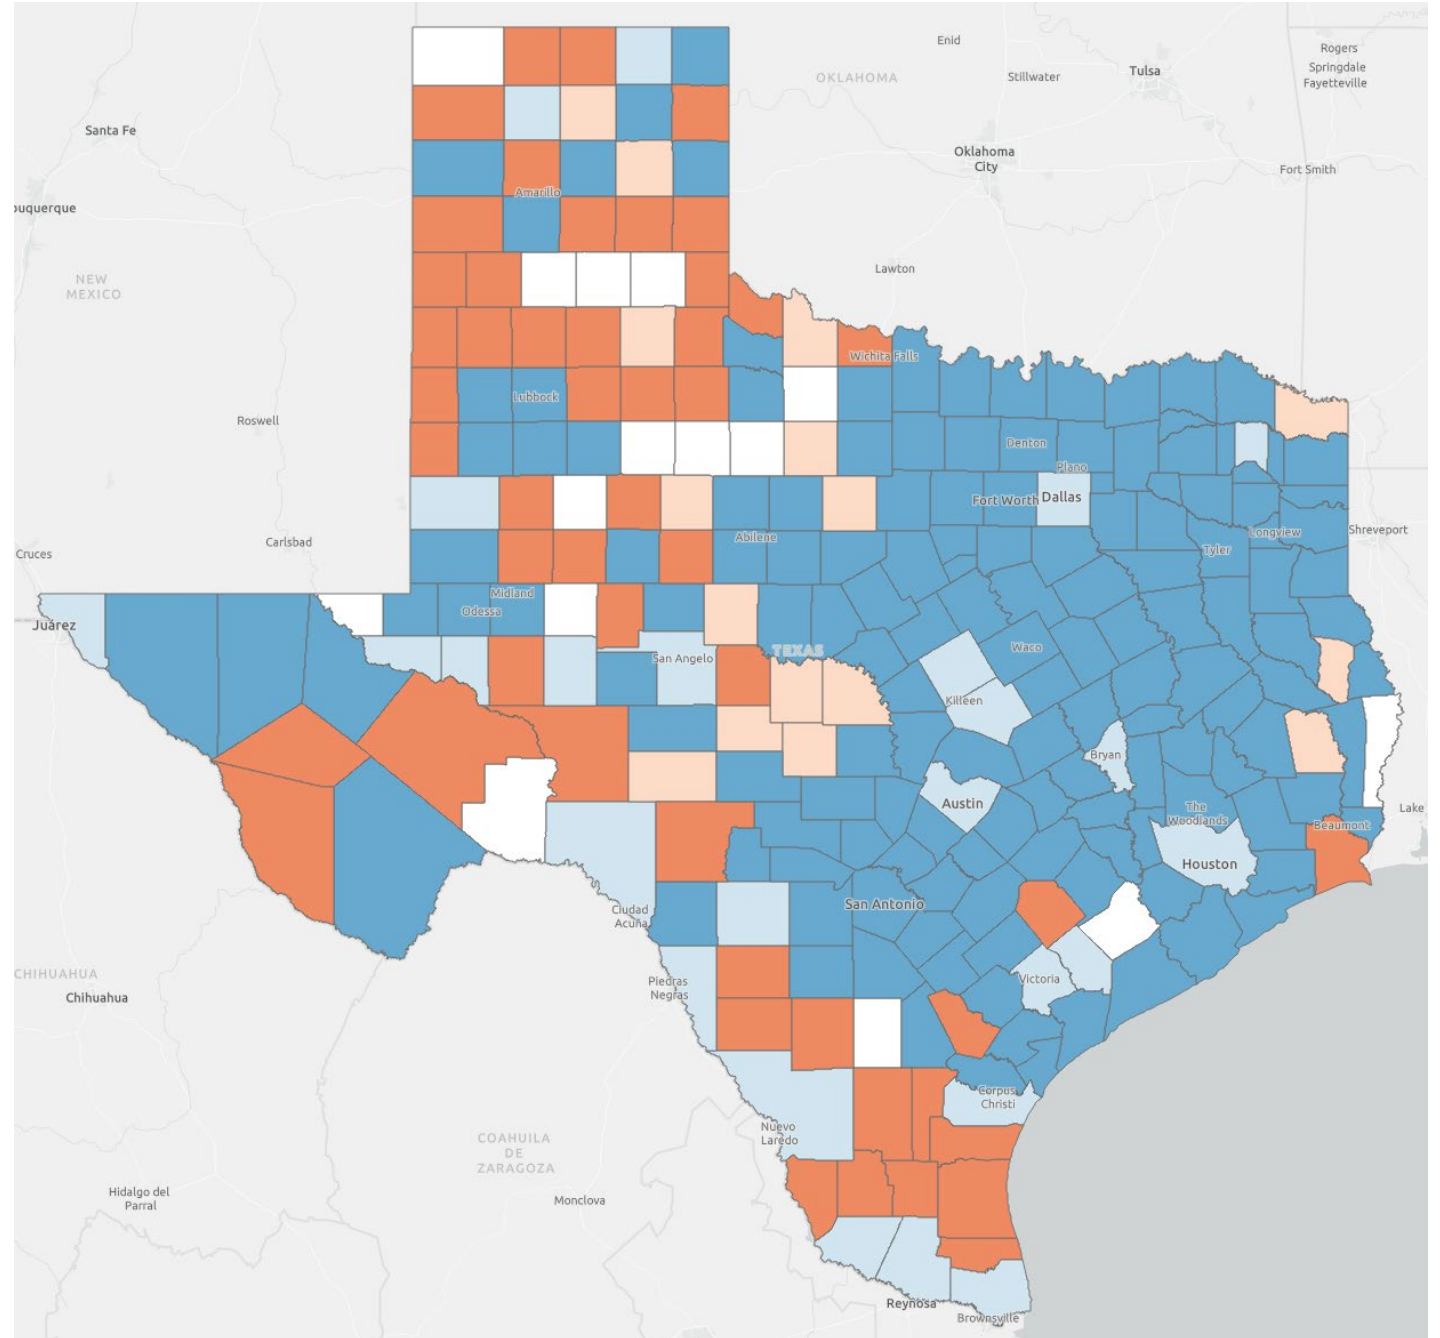 Enid
Rogers
Springdale
Fayetteville
OKLAHOMA
Stillwater
Tulsa
Santa Fe
Oklahoma
City
Fort Smith
Amarillo
buquerque
NEW
MEXICO
Lawton
Wichita Falls
Lubbock
Roswell
Denton
Plano
Fort Worth
Dallas
Abilene
Longview
Shreveport
Cruces
Carlsbad
Tyler
Midland
Odessa
Juárez
San Angelo
TEXAS
Waco
Killeen
Bryan
Austin
The
Woodlands
Lake
Beaumont
Houston
Ciudad
Acuña
San Antonio
CHIHUAHUA
Chihuahua
Piedras
Negras
Victoria
Corpus
Christi
Nuevo
Laredo
COAHUILA
DE
ZARAGOZA
Hidalgo del
Parral
Monclova
Reynosa
Brownsville